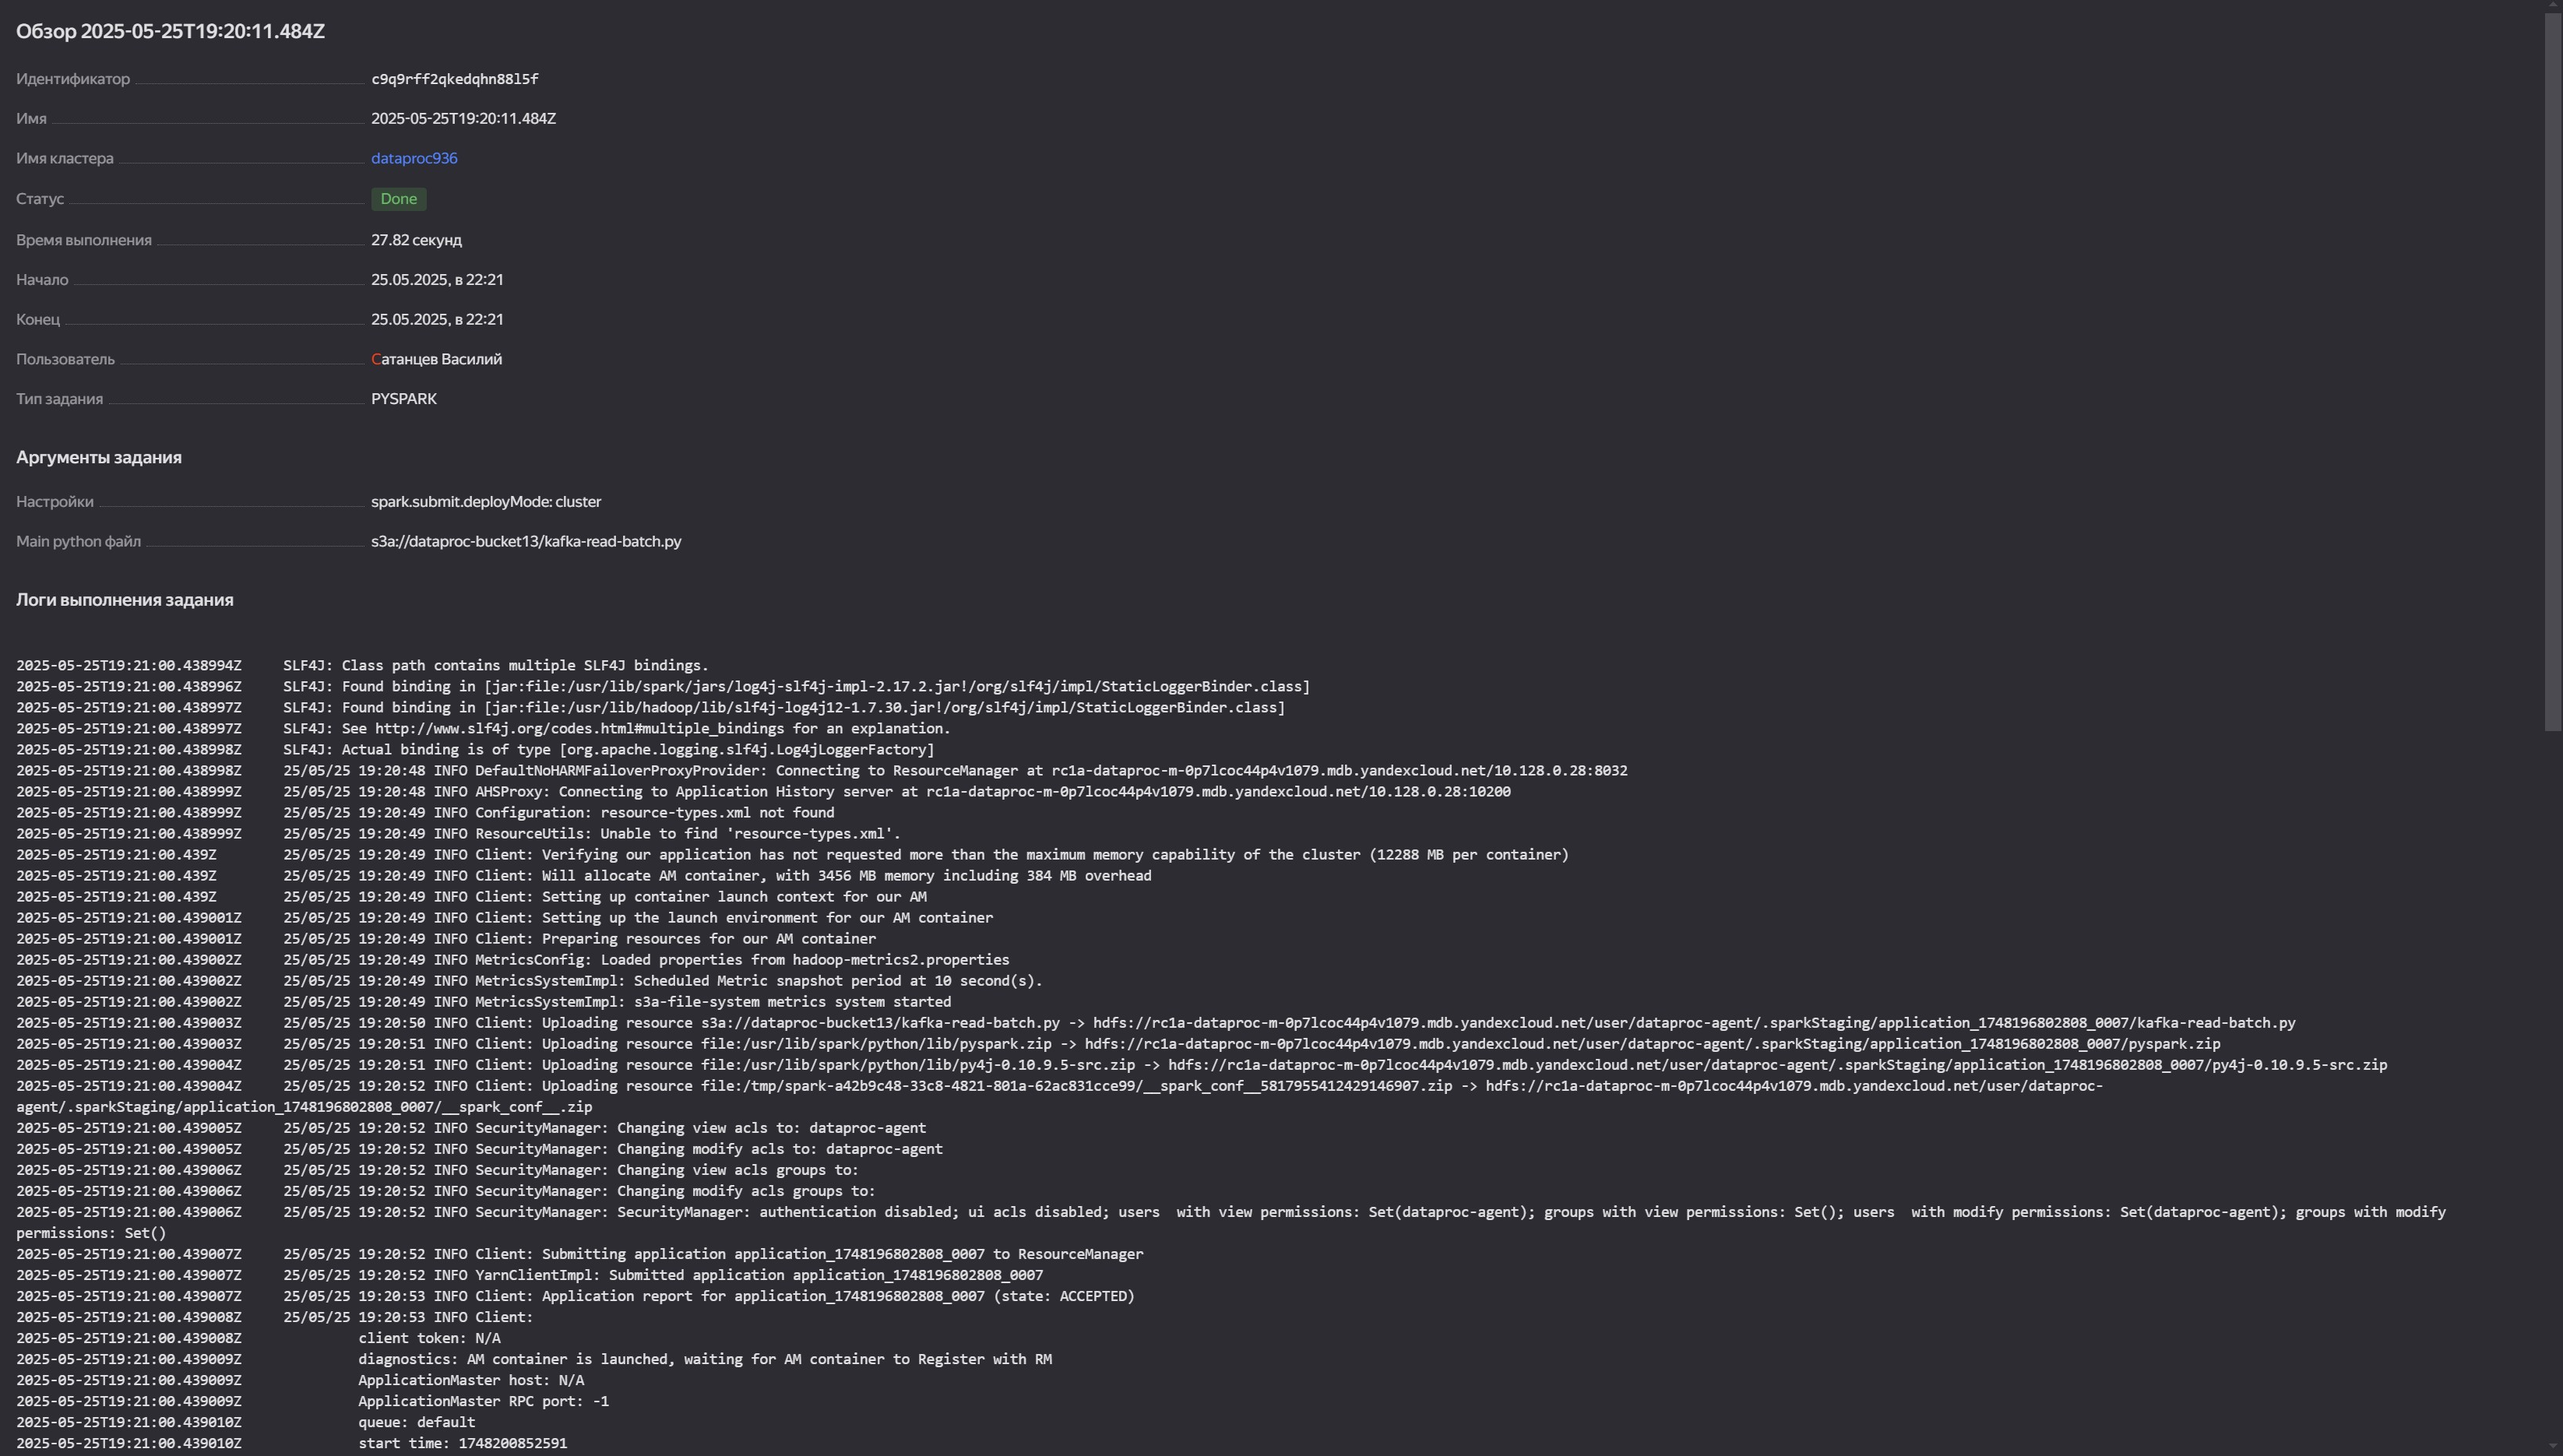 Обзор 2025-05-25T19:20:11.484Z
Идентификатор c9q9rff2qkedqhn88l5f
Имя 2025-05-25T19:20:11.484Z
Имя кластера dataproc936
Статус Done
Время выполнения 27.82 секунд
Начало 25.05.2025, в 22:21
Конец 25.05.2025, в 22:21
Пользователь Сатанцев Василий
Тип задания PYSPARK
Аргументы задания
Настройки spark.submit.deployMode: cluster
Main python файл s3a://dataproc-bucket13/kafka-read-batch.py
Логи выполнения задания
2025-05-25T19:21:00.438994Z SLF4J: Class path contains multiple SLF4J bindings.
2025-05-25T19:21:00.438996Z SLF4J: Found binding in [jar:file:/usr/lib/spark/jars/log4j-slf4j-impl-2.17.2.jar!/org/slf4j/impl/StaticLoggerBinder.class]
2025-05-25T19:21:00.438997Z SLF4J: Found binding in [jar:file:/usr/lib/hadoop/lib/slf4j-log4j12-1.7.30.jar!/org/slf4j/impl/StaticLoggerBinder.class]
2025-05-25T19:21:00.438997Z SLF4J: See http://www.slf4j.org/codes.html#multiple_bindings for an explanation.
2025-05-25T19:21:00.438998Z SLF4J: Actual binding is of type [org.apache.logging.slf4j.Log4jLoggerFactory]
2025-05-25T19:21:00.438998Z 25/05/25 19:20:48 INFO DefaultNoHARMFailoverProxyProvider: Connecting to ResourceManager at rc1a-dataproc-m-0p7lcoc44p4v1079.mdb.yandexcloud.net/10.128.0.28:8032
2025-05-25T19:21:00.438999Z 25/05/25 19:20:48 INFO AHSProxy: Connecting to Application History server at rc1a-dataproc-m-0p7lcoc44p4v1079.mdb.yandexcloud.net/10.128.0.28:10200
2025-05-25T19:21:00.438999Z 25/05/25 19:20:49 INFO Configuration: resource-types.xml not found
2025-05-25T19:21:00.438999Z 25/05/25 19:20:49 INFO ResourceUtils: Unable to find 'resource-types.xml'.
2025-05-25T19:21:00.439Z 25/05/25 19:20:49 INFO Client: Verifying our application has not requested more than the maximum memory capability of the cluster (12288 MB per container)
2025-05-25T19:21:00.439Z 25/05/25 19:20:49 INFO Client: Will allocate AM container, with 3456 MB memory including 384 MB overhead
2025-05-25T19:21:00.439Z 25/05/25 19:20:49 INFO Client: Setting up container launch context for our AM
2025-05-25T19:21:00.439001Z 25/05/25 19:20:49 INFO Client: Setting up the launch environment for our AM container
2025-05-25T19:21:00.439001Z 25/05/25 19:20:49 INFO Client: Preparing resources for our AM container
2025-05-25T19:21:00.439002Z 25/05/25 19:20:49 INFO MetricsConfig: Loaded properties from hadoop-metrics2.properties
2025-05-25T19:21:00.439002Z 25/05/25 19:20:49 INFO MetricsSystemImpl: Scheduled Metric snapshot period at 10 second(s).
2025-05-25T19:21:00.439002Z 25/05/25 19:20:49 INFO MetricsSystemImpl: s3a-file-system metrics system started
2025-05-25T19:21:00.439003Z 25/05/25 19:20:50 INFO Client: Uploading resource s3a://dataproc-bucket13/kafka-read-batch.py -> hdfs://rc1a-dataproc-m-0p7lcoc44p4v1079.mdb.yandexcloud.net/user/dataproc-agent/.sparkStaging/application_1748196802808_0007/kafka-read-batch.py
2025-05-25T19:21:00.439003Z 25/05/25 19:20:51 INFO Client: Uploading resource file:/usr/lib/spark/python/lib/pyspark.zip -> hdfs://rc1a-dataproc-m-0p7lcoc44p4v1079.mdb.yandexcloud.net/user/dataproc-agent/.sparkStaging/application_1748196802808_0007/pyspark.zip
2025-05-25T19:21:00.439004Z 25/05/25 19:20:51 INFO Client: Uploading resource file:/usr/lib/spark/python/lib/py4j-0.10.9.5-src.zip -> hdfs://rc1a-dataproc-m-0p7lcoc44p4v1079.mdb.yandexcloud.net/user/dataproc-agent/.sparkStaging/application_1748196802808_0007/py4j-0.10.9.5-src.zip
2025-05-25T19:21:00.439004Z 25/05/25 19:20:52 INFO Client: Uploading resource file:/tmp/spark-a42b9c48-33c8-4821-801a-62ac831cce99/__spark_conf__5817955412429146907.zip -> hdfs://rc1a-dataproc-m-0p7lcoc44p4v1079.mdb.yandexcloud.net/user/dataproc-
agent/.sparkStaging/application_1748196802808_0007/__spark_conf__.zip
2025-05-25T19:21:00.439005Z 25/05/25 19:20:52 INFO SecurityManager: Changing view acls to: dataproc-agent
2025-05-25T19:21:00.439005Z 25/05/25 19:20:52 INFO SecurityManager: Changing modify acls to: dataproc-agent
2025-05-25T19:21:00.439006Z 25/05/25 19:20:52 INFO SecurityManager: Changing view acls groups to:
2025-05-25T19:21:00.439006Z 25/05/25 19:20:52 INFO SecurityManager: Changing modify acls groups to:
2025-05-25T19:21:00.439006Z 25/05/25 19:20:52 INFO SecurityManager: SecurityManager: authentication disabled; ui acls disabled; users  with view permissions: Set(dataproc-agent); groups with view permissions: Set(); users  with modify permissions: Set(dataproc-agent); groups with modify
permissions: Set()
2025-05-25T19:21:00.439007Z 25/05/25 19:20:52 INFO Client: Submitting application application_1748196802808_0007 to ResourceManager
2025-05-25T19:21:00.439007Z 25/05/25 19:20:52 INFO YarnClientImpl: Submitted application application_1748196802808_0007
2025-05-25T19:21:00.439007Z 25/05/25 19:20:53 INFO Client: Application report for application_1748196802808_0007 (state: ACCEPTED)
2025-05-25T19:21:00.439008Z 25/05/25 19:20:53 INFO Client:
2025-05-25T19:21:00.439008Z client token: N/A
2025-05-25T19:21:00.439009Z diagnostics: AM container is launched, waiting for AM container to Register with RM
2025-05-25T19:21:00.439009Z ApplicationMaster host: N/A
2025-05-25T19:21:00.439009Z ApplicationMaster RPC port: -1
2025-05-25T19:21:00.439010Z queue: default
2025-05-25T19:21:00.439010Z start time: 1748200852591